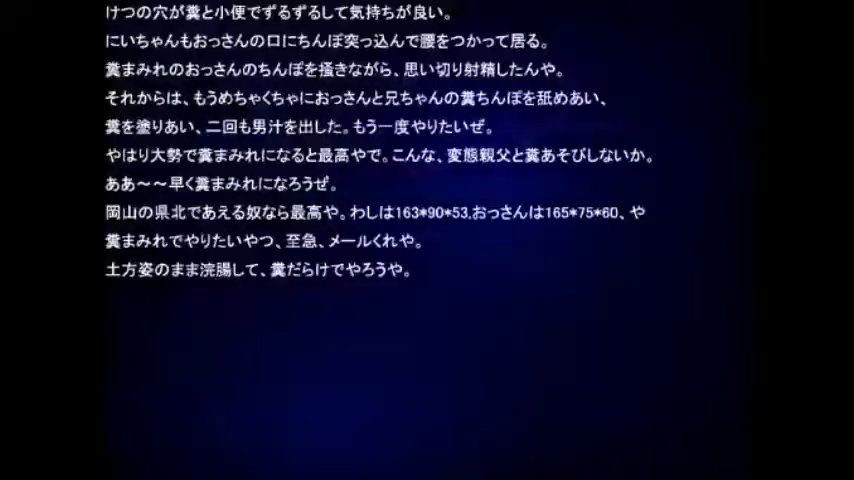 けつの穴が糞と小便でずるずるして気持ちが良い。
にいちゃんもおっさんの口にちんぽ突っ込んで腰をつかって居る。
糞まみれのおっさんのちんぽを掻きながら、思い切り射精したんや。
それからは、もうめちゃくちゃにおっさんと兄ちゃんの糞ちんぽを舐めあい、
糞を塗りあい、二回も男汁を出した。もう一度やりたいぜ。
やはり大勢で糞まみれになると最高やで。こんな、変態親父と糞あそびしないか。
ああ～～早く糞まみれになろうぜ。
岡山の県北であえる奴なら最高や。わしは163*90*53,おっさんは165*75*60、や
糞まみれでやりたいやつ、至急、メールくれや。
土方姿のまま浣腸して、糞だらけでやろうや。